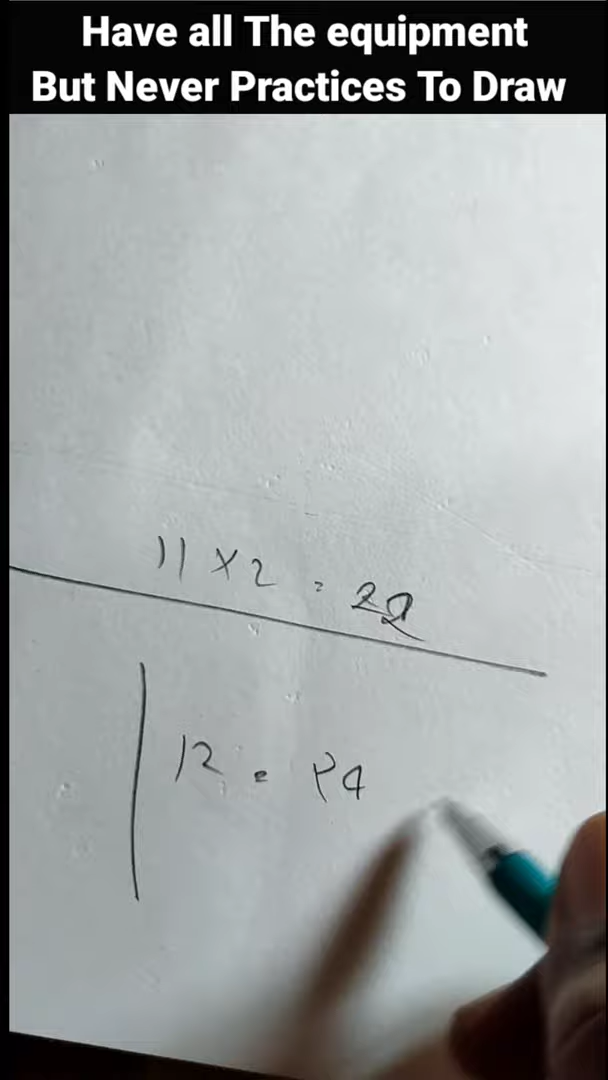 Have all The equipment
But Never Practices To Draw
11 x 2 = 22
12 = 24